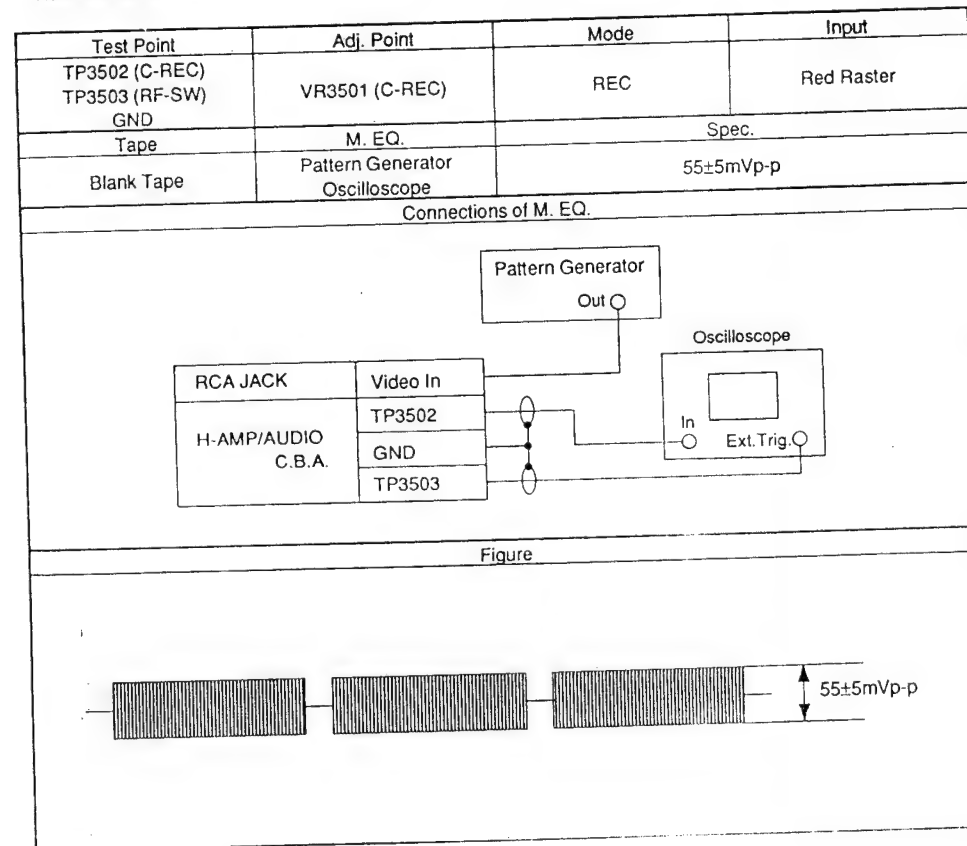 Test Point Adj. Point Mode Input
TP3502 (C-REC)
TP3503 (RF-SW)
GND
VR3501 (C-REC)
REC
Red Raster
Tape M. EQ. Spec.
Blank Tape
Pattern Generator
Oscilloscope
55±5mVp-p
Connections of M. EQ.
Pattern Generator
Out
Oscilloscope
RCA JACK Video In
H-AMP/AUDIO
C.B.A.
TP3502
GND
TP3503
In
Ext.Trig.
Figure
55±5mVp-p